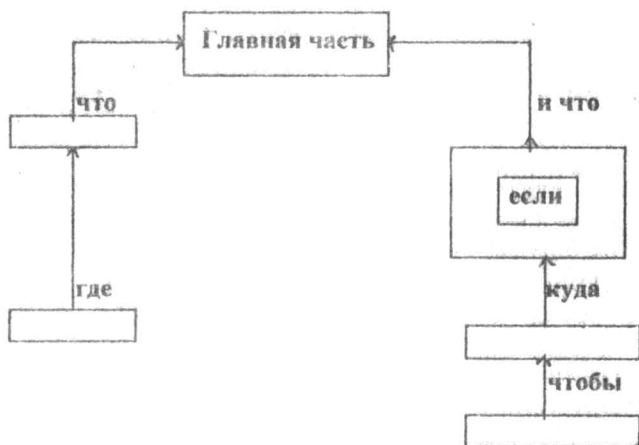 Главная часть
что
и что
если
где
куда
чтобы